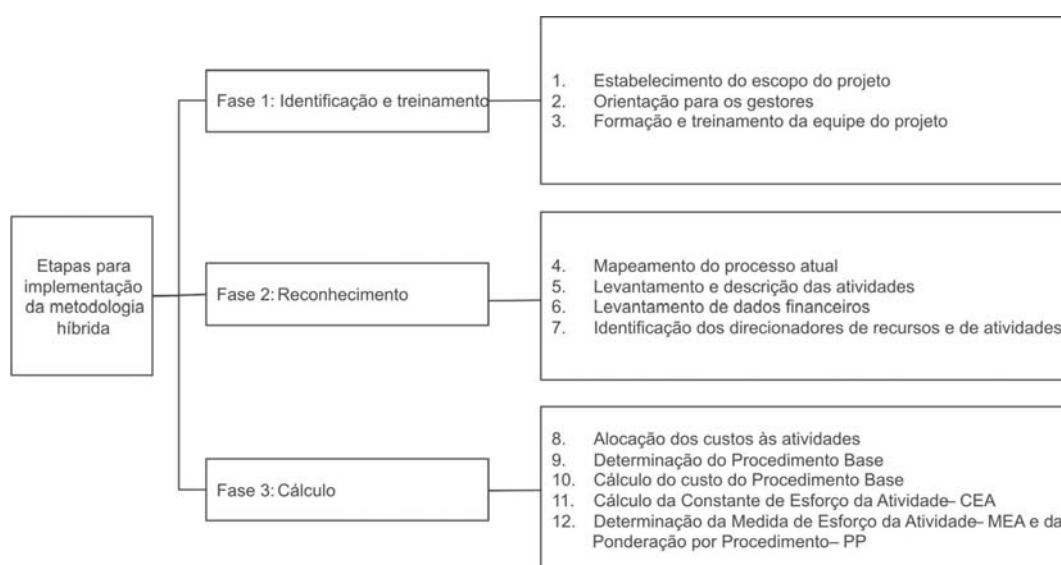 Etapas para
implementação
da metodologia
híbrida
Fase 1: Identificação e treinamento
1. Estabelecimento do escopo do projeto
2. Orientação para os gestores
3. Formação e treinamento da equipe do projeto
Fase 2: Reconhecimento
4. Mapeamento do processo atual
5. Levantamento e descrição das atividades
6. Levantamento de dados financeiros
7. Identificação dos direcionadores de recursos e de atividades
Fase 3: Cálculo
8. Alocação dos custos às atividades
9. Determinação do Procedimento Base
10. Cálculo do custo do Procedimento Base
11. Cálculo da Constante de Esforço da Atividade– CEA
12. Determinação da Medida de Esforço da Atividade– MEA e da
Ponderação por Procedimento– PP